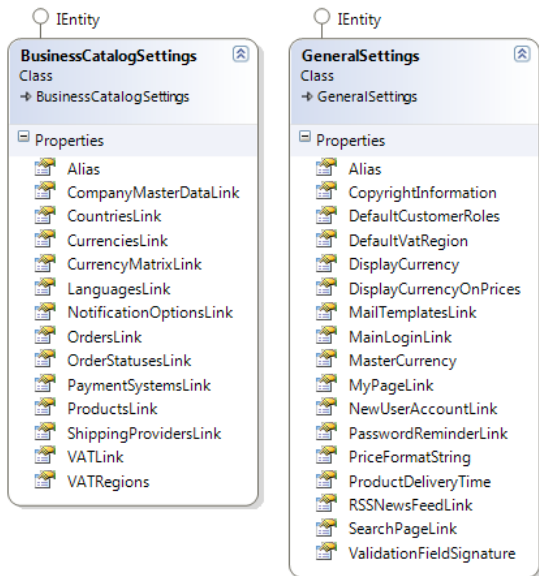 IEntity
BusinessCatalogSettings
Class
BusinessCatalogSettings
Properties
Alias
CompanyMasterDataLink
CountriesLink
CurrenciesLink
CurrencyMatrixLink
LanguagesLink
NotificationOptionsLink
OrdersLink
OrderStatusesLink
PaymentSystemsLink
ProductsLink
ShippingProvidersLink
VATLink
VATRegions
IEntity
GeneralSettings
Class
GeneralSettings
Properties
Alias
CopyrightInformation
DefaultCustomerRoles
DefaultVatRegion
DisplayCurrency
DisplayCurrencyOnPrices
MailTemplatesLink
MainLoginLink
MasterCurrency
MyPageLink
NewUserAccountLink
PasswordReminderLink
PriceFormatString
ProductDeliveryTime
RSSNewsFeedLink
SearchPageLink
ValidationFieldSignature